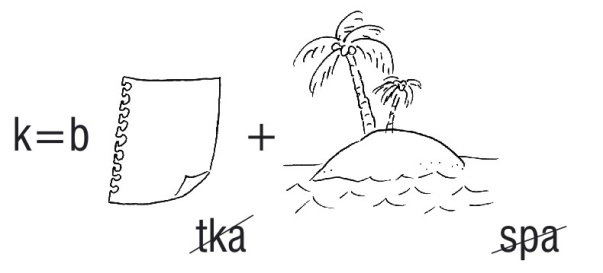 k=b +
tka spa